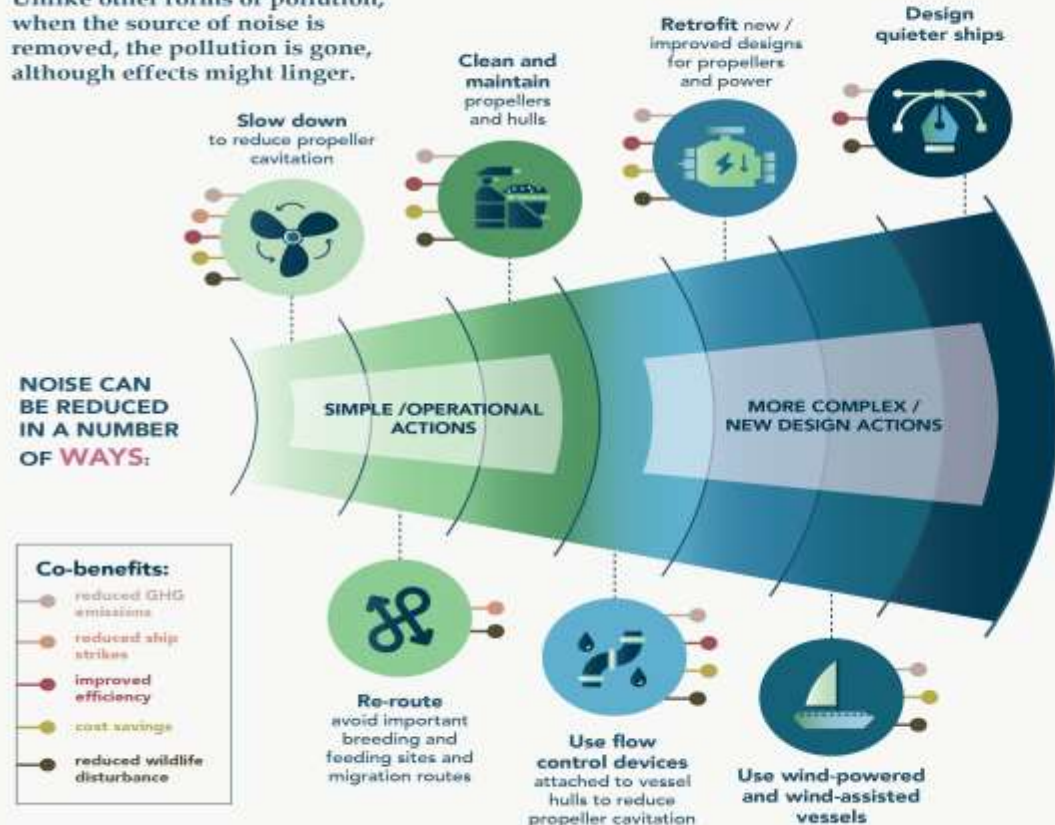 Unlike other forms of pollution,
when the source of noise is
removed, the pollution is gone,
although effects might linger.
Slow down
to reduce propeller
cavitation
Clean and
maintain
propellers
and hulls
Retrofit new /
improved designs
for propellers
and power
Design
quieter ships
NOISE CAN
BE REDUCED
IN A NUMBER
OF WAYS:
SIMPLE /OPERATIONAL
ACTIONS
MORE COMPLEX /
NEW DESIGN ACTIONS
Co-benefits:
reduced GHG
emissions
reduced ship
strikes
improved
efficiency
cost savings
reduced wildlife
disturbance
Re-route
avoid important
breeding and
feeding sites and
migration routes
Use flow
control devices
attached to vessel
hulls to reduce
propeller cavitation
Use wind-powered
and wind-assisted
vessels